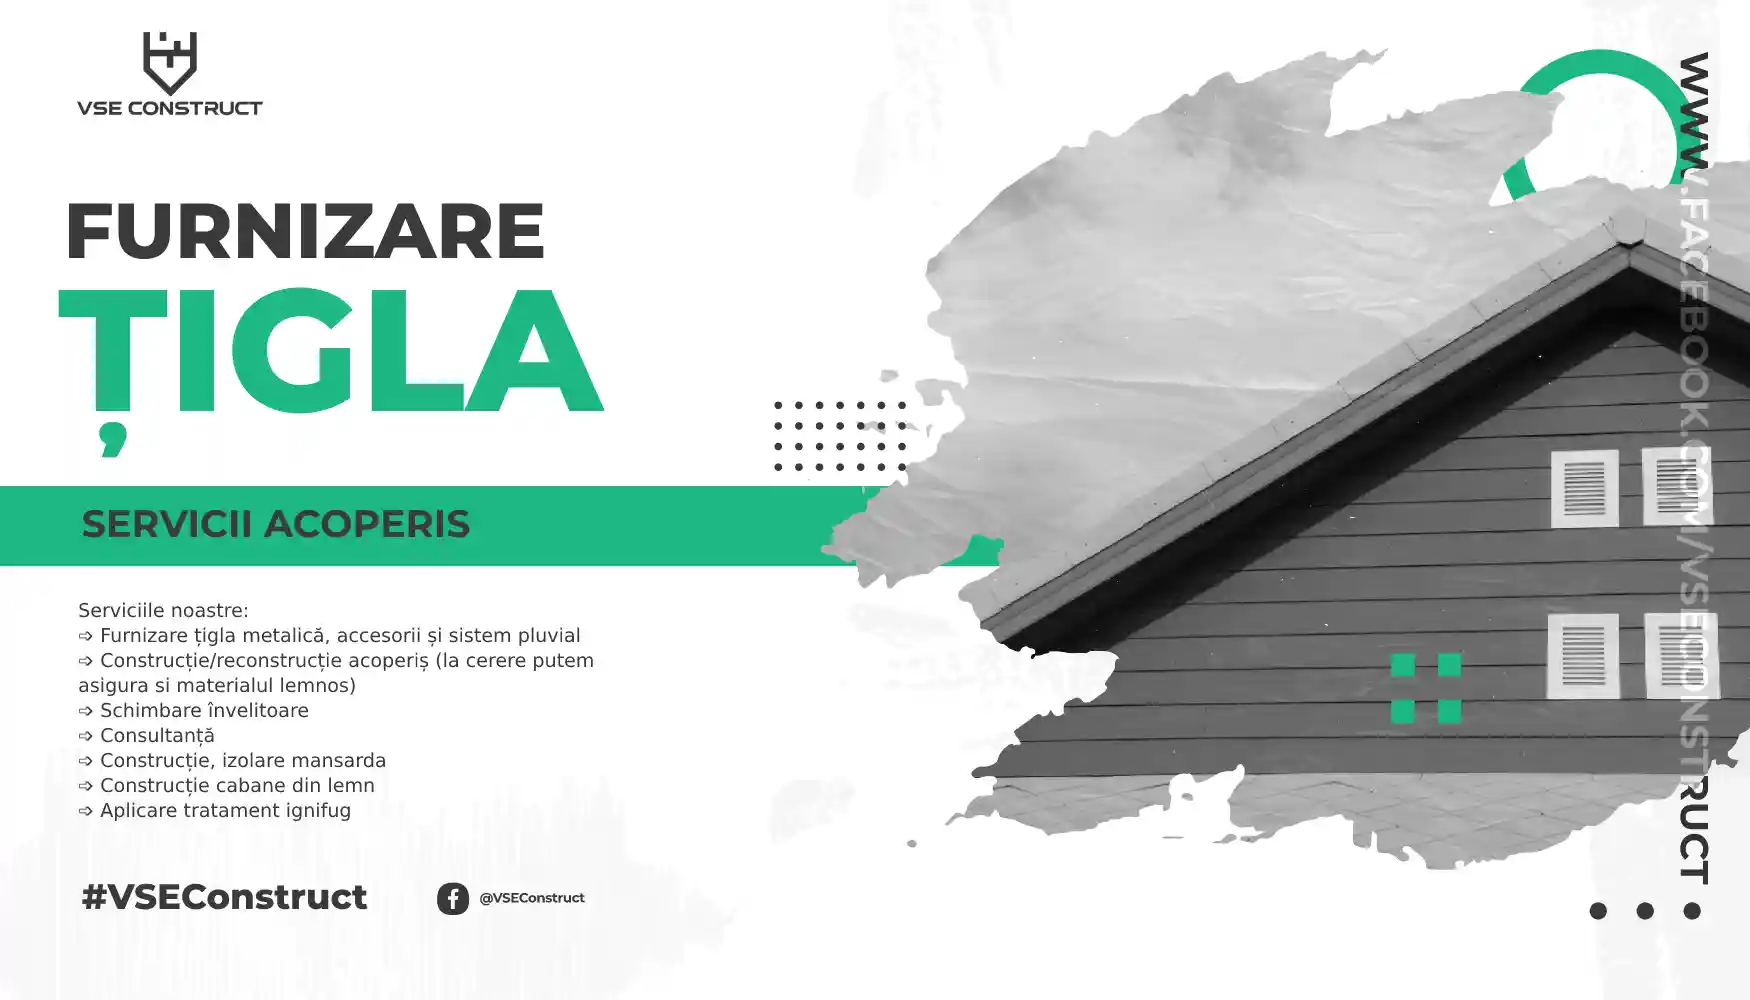 VSE CONSTRUCT
FURNIZARE
ȚIGLA
SERVICII ACOPERIS
Serviciile noastre:
➩ Furnizare țigla metalică, accesorii și sistem pluvial
➩ Construcție/reconstrucție acoperiș (la cerere putem
asigura si materialul lemnos)
➩ Schimbare învelitoare
➩ Consultanță
➩ Construcție, izolare mansarda
➩ Construcție cabane din lemn
➩ Aplicare tratament ignifug
#VSEConstruct
@VSEConstruct
WWW.FACEBOOK.COM/VSECONSTRUCT